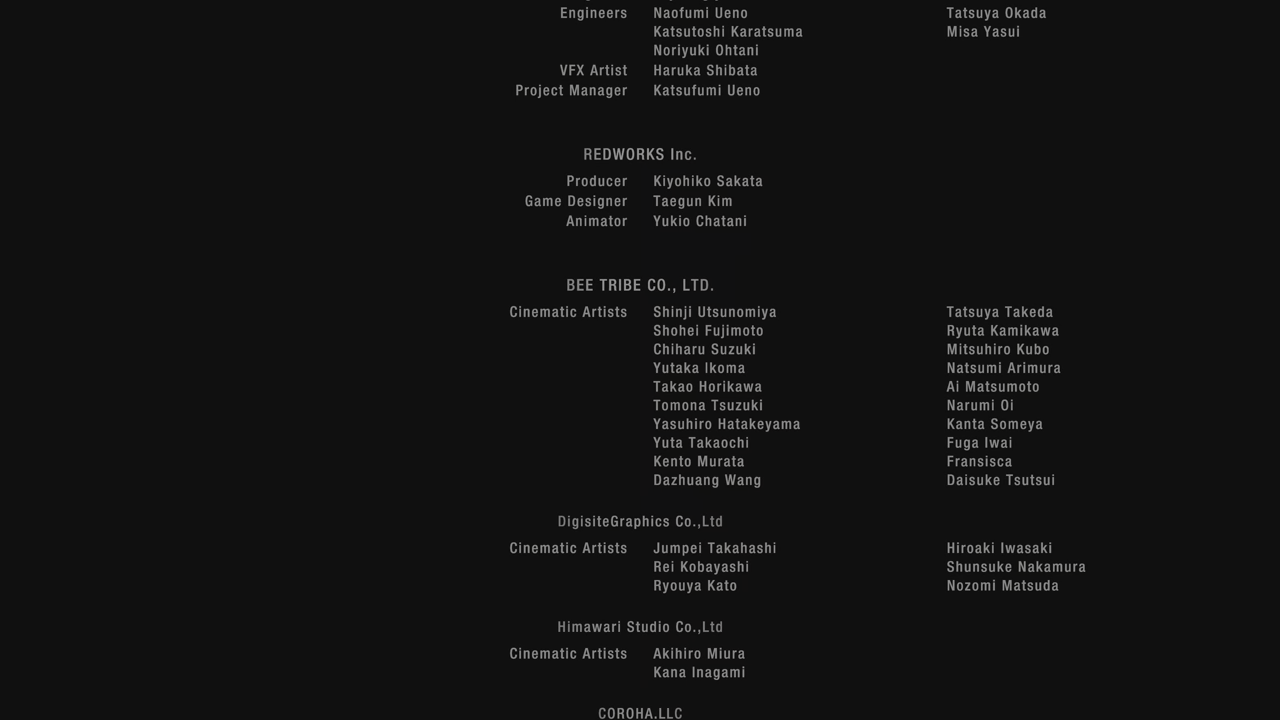 Engineers Naofumi Ueno Tatsuya Okada
Katsutoshi Karatsuma Misa Yasui
Noriyuki Ohtani
VFX Artist Haruka Shibata
Project Manager Katsufumi Ueno
REDWORKS Inc.
Producer Kiyohiko Sakata
Game Designer Taegun Kim
Animator Yukio Chatani
BEE TRIBE CO., LTD.
Cinematic Artists Shinji Utsunomiya Tatsuya Takeda
Shohei Fujimoto Ryuta Kamikawa
Chiharu Suzuki Mitsuhiro Kubo
Yutaka Ikoma Natsumi Arimura
Takao Horikawa Ai Matsumoto
Tomona Tsuzuki Narumi Oi
Yasuhiro Hatakeyama Kanta Someya
Yuta Takaochi Fuga Iwai
Kento Murata Fransisca
Dazhuang Wang Daisuke Tsutsui
DigisiteGraphics Co.,Ltd
Cinematic Artists Jumpei Takahashi Hiroaki Iwasaki
Rei Kobayashi Shunsuke Nakamura
Ryouya Kato Nozomi Matsuda
Himawari Studio Co.,Ltd
Cinematic Artists Akihiro Miura
Kana Inagami
COROHA.LLC